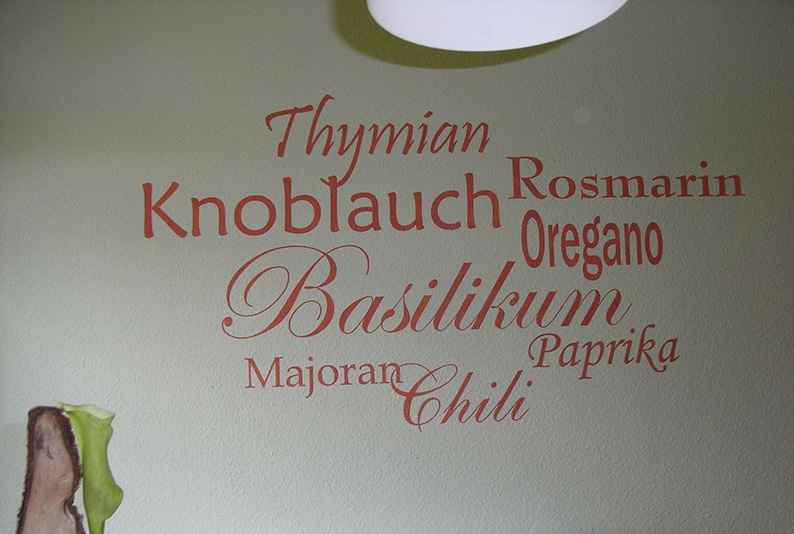 Thymian
Knoblauch Rosmarin
Oregano
Basilikum
Paprika
Majoran
Chili